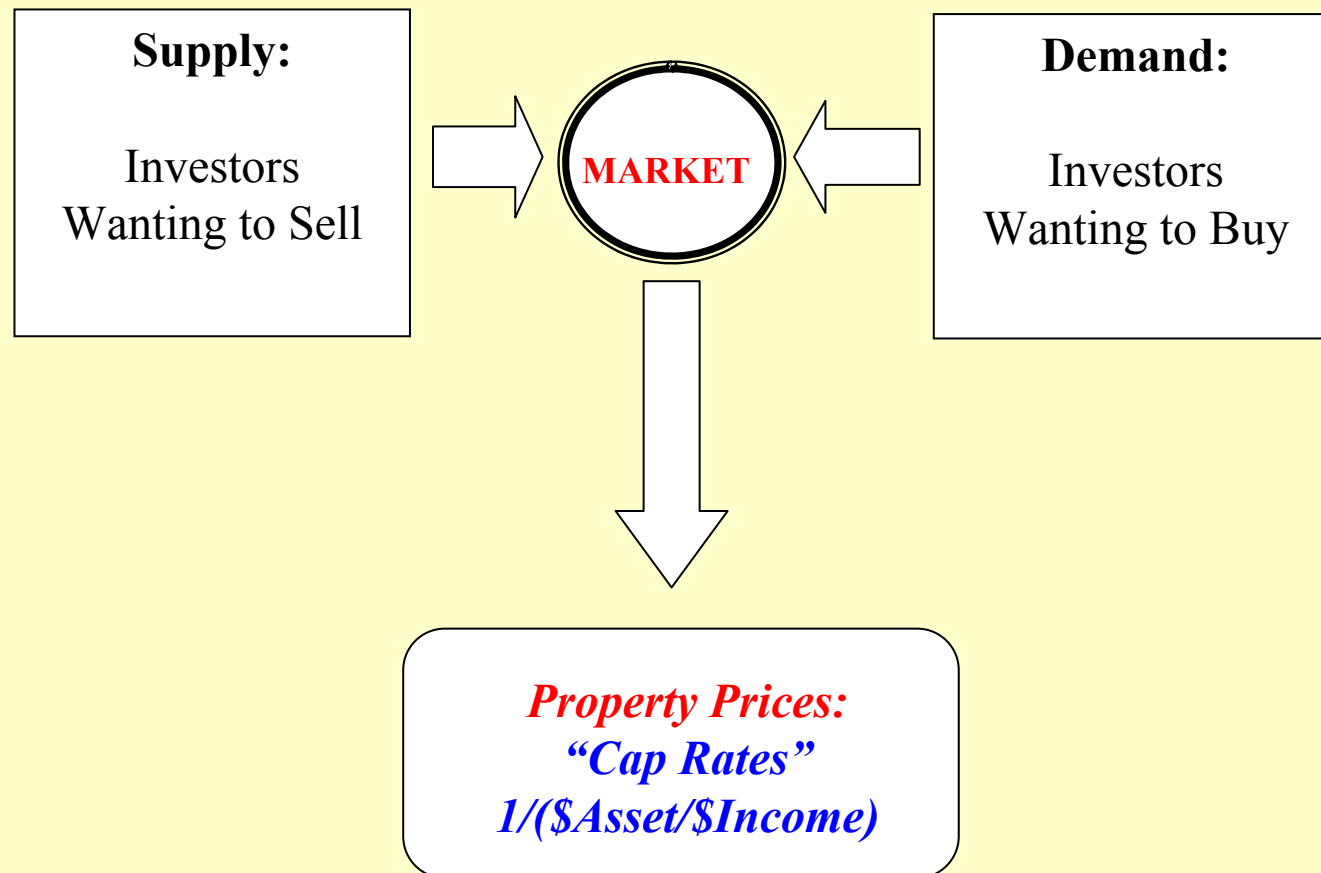 Supply:
Investors
Wanting to Sell
MARKET
Demand:
Investors
Wanting to Buy
Property Prices:
“Cap Rates”
1/($Asset/$Income)